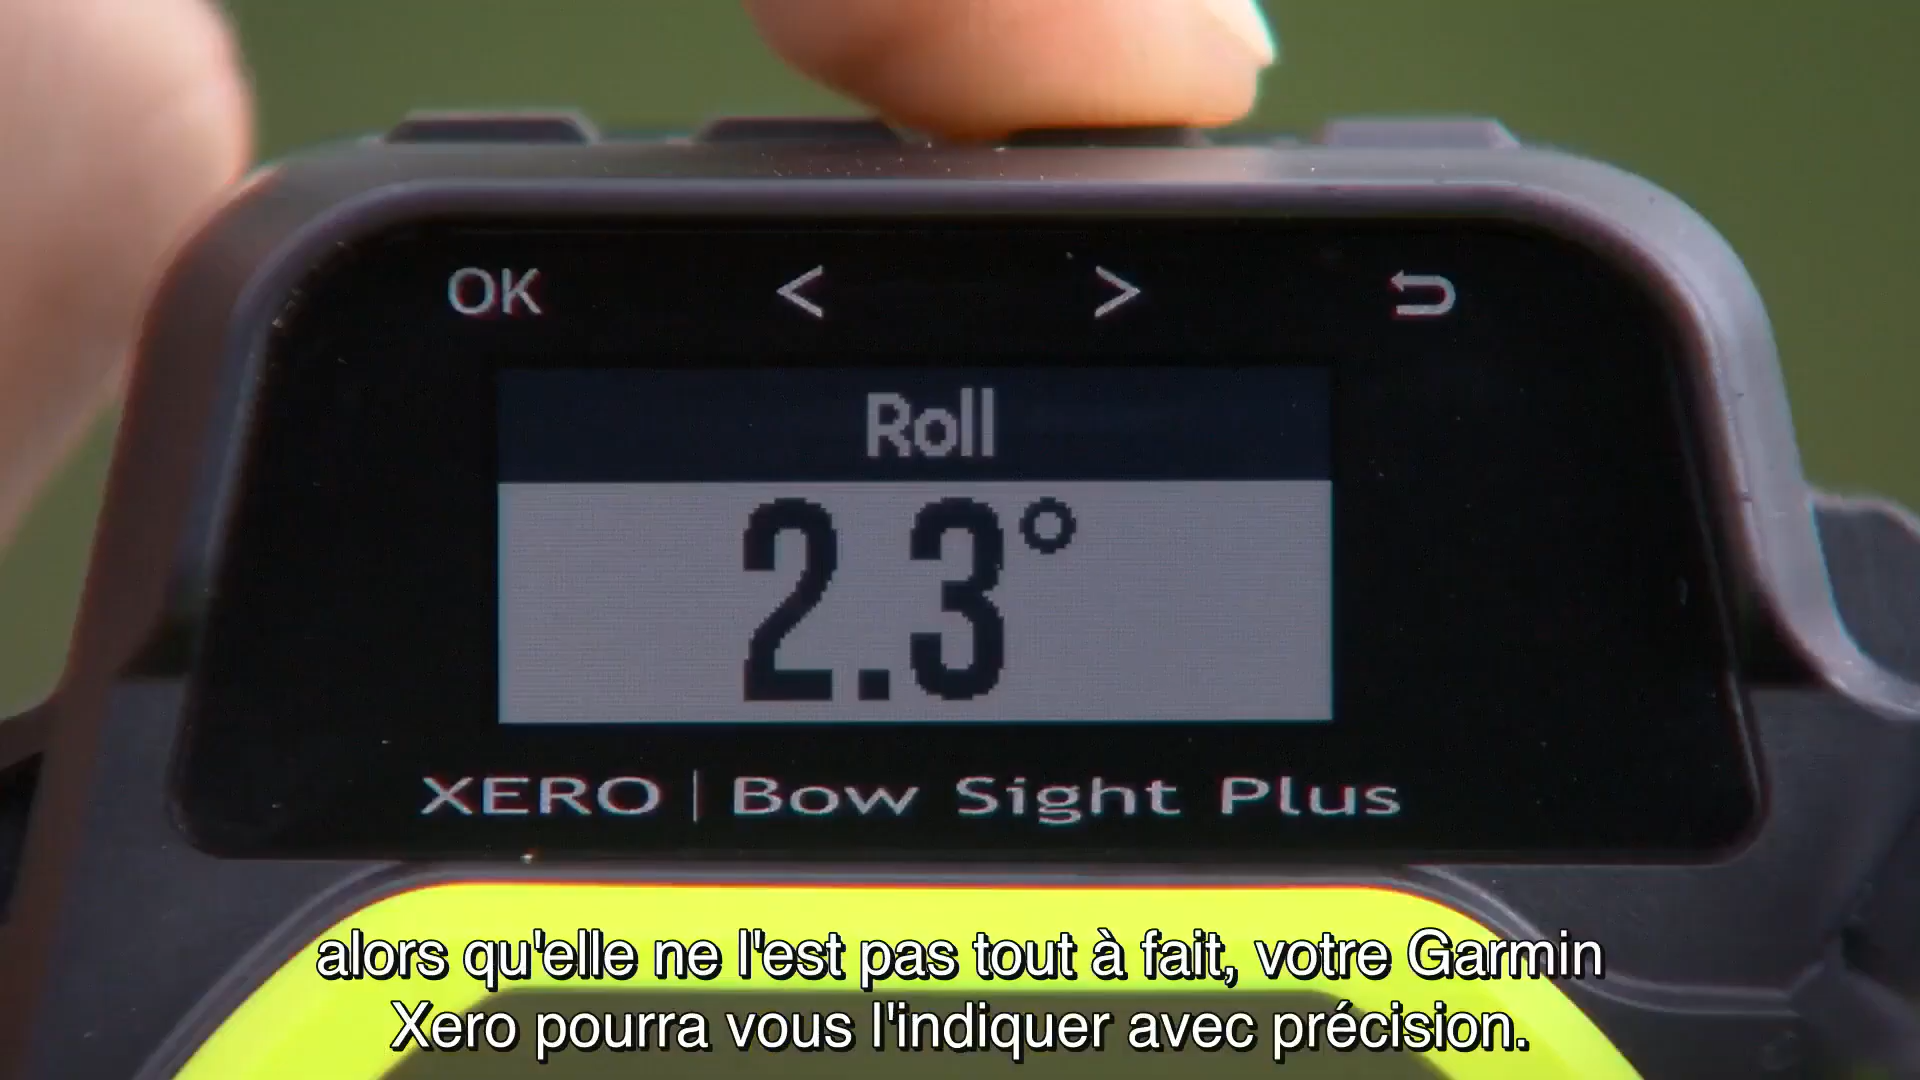 OK < > ⮌
Roll
2.3°
XERO | Bow Sight Plus
alors qu'elle ne l'est pas tout à fait, votre Garmin
Xero pourra vous l'indiquer avec précision.